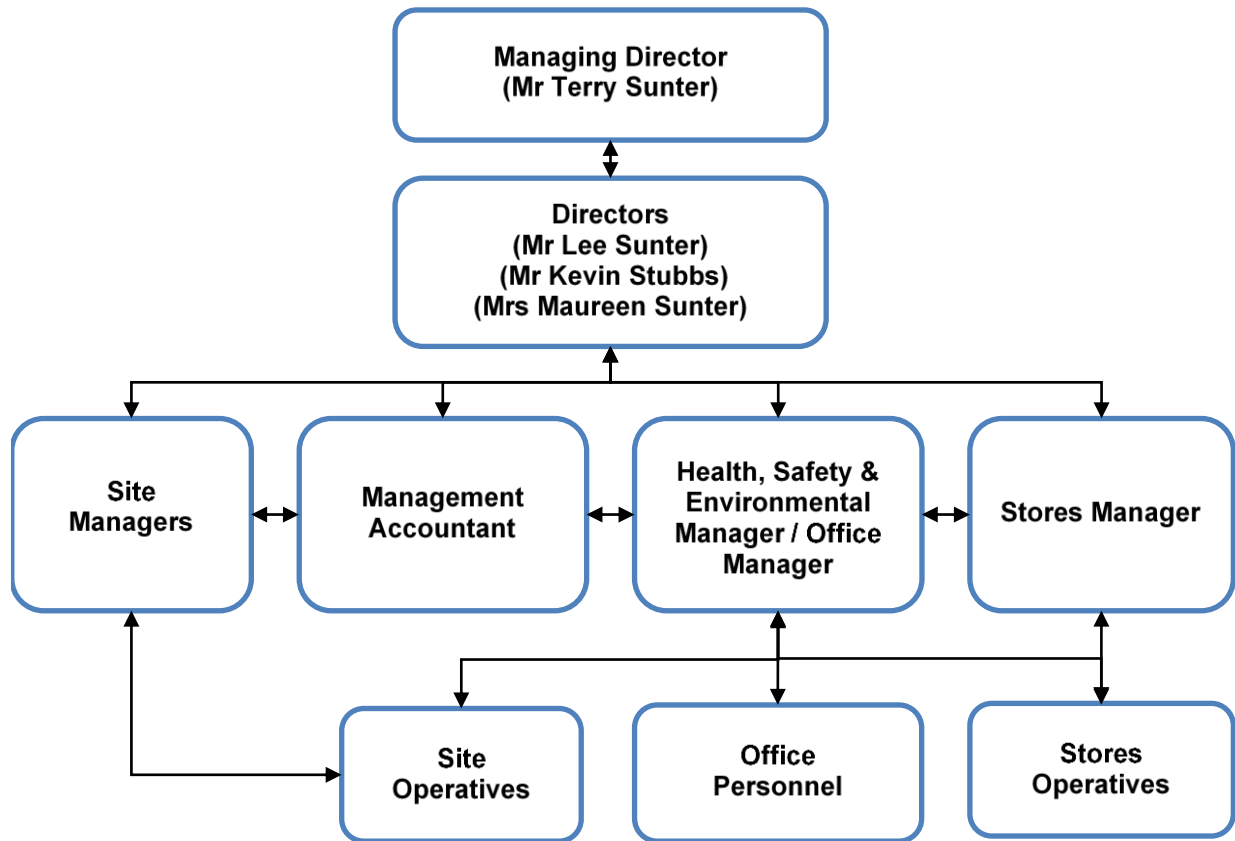 Managing Director
(Mr Terry Sunter)
Directors
(Mr Lee Sunter)
(Mr Kevin Stubbs)
(Mrs Maureen Sunter)
Site
Managers
Management
Accountant
Health, Safety &
Environmental
Manager / Office
Manager
Stores Manager
Site
Operatives
Office
Personnel
Stores
Operatives